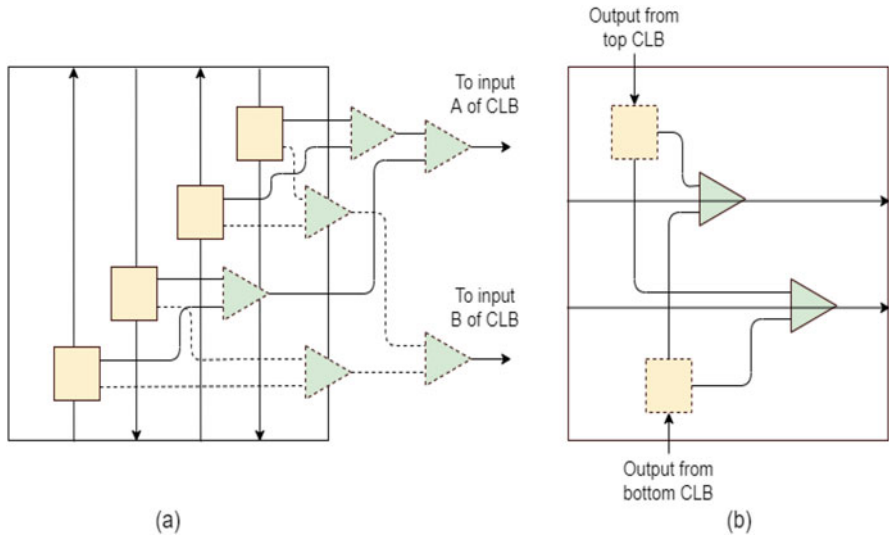 Output from
top CLB
To input
A of CLB
To input
B of CLB
Output from
bottom CLB
(a)
(b)